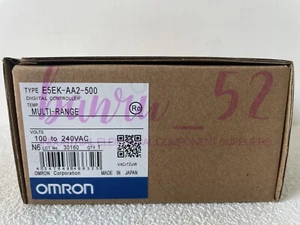 TYPE E5EK-AA2-500
DIGITAL CONTROLLER
TEMP.
MULTI-RANGE
VOLTS
100 to 240VAC
N6 LOT No. 30160 QTY. 1
OMRON Corporation MADE IN JAPAN
OMRON